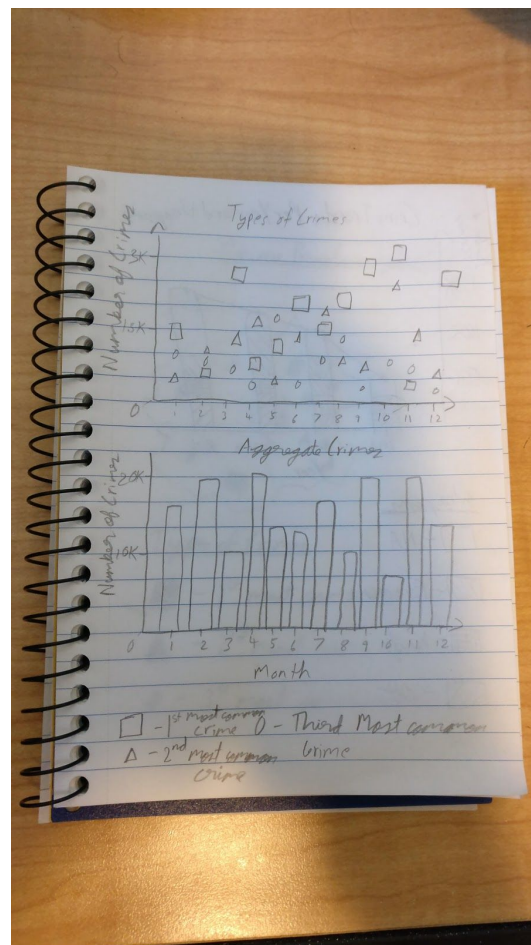 Types of Crimes
Number of Crimes
3K
1.5K
0
1 2 3 4 5 6 7 8 9 10 11 12
Aggregate Crimes
Number of Crimes
20K
10K
0
1 2 3 4 5 6 7 8 9 10 11 12
Month
□ - 1st most common crime
O - Third Most common Crime
△ - 2nd most common crime